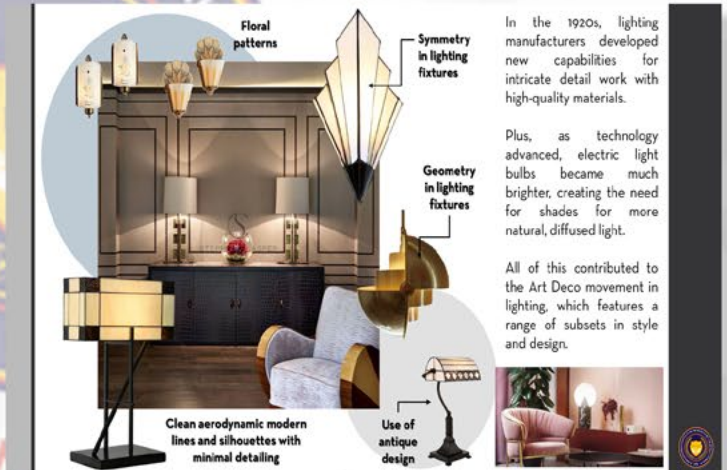 Floral
patterns
Symmetry
in lighting
fixtures
Geometry
in lighting
fixtures
Clean aerodynamic modern
lines and silhouettes with
minimal detailing
Use of
antique
design
In the 1920s, lighting
manufacturers developed
new capabilities for
intricate detail work with
high-quality materials.
Plus, as technology
advanced, electric light
bulbs became much
brighter, creating the need
for shades for more
natural, diffused light.
All of this contributed to
the Art Deco movement in
lighting, which features a
range of subsets in style
and design.